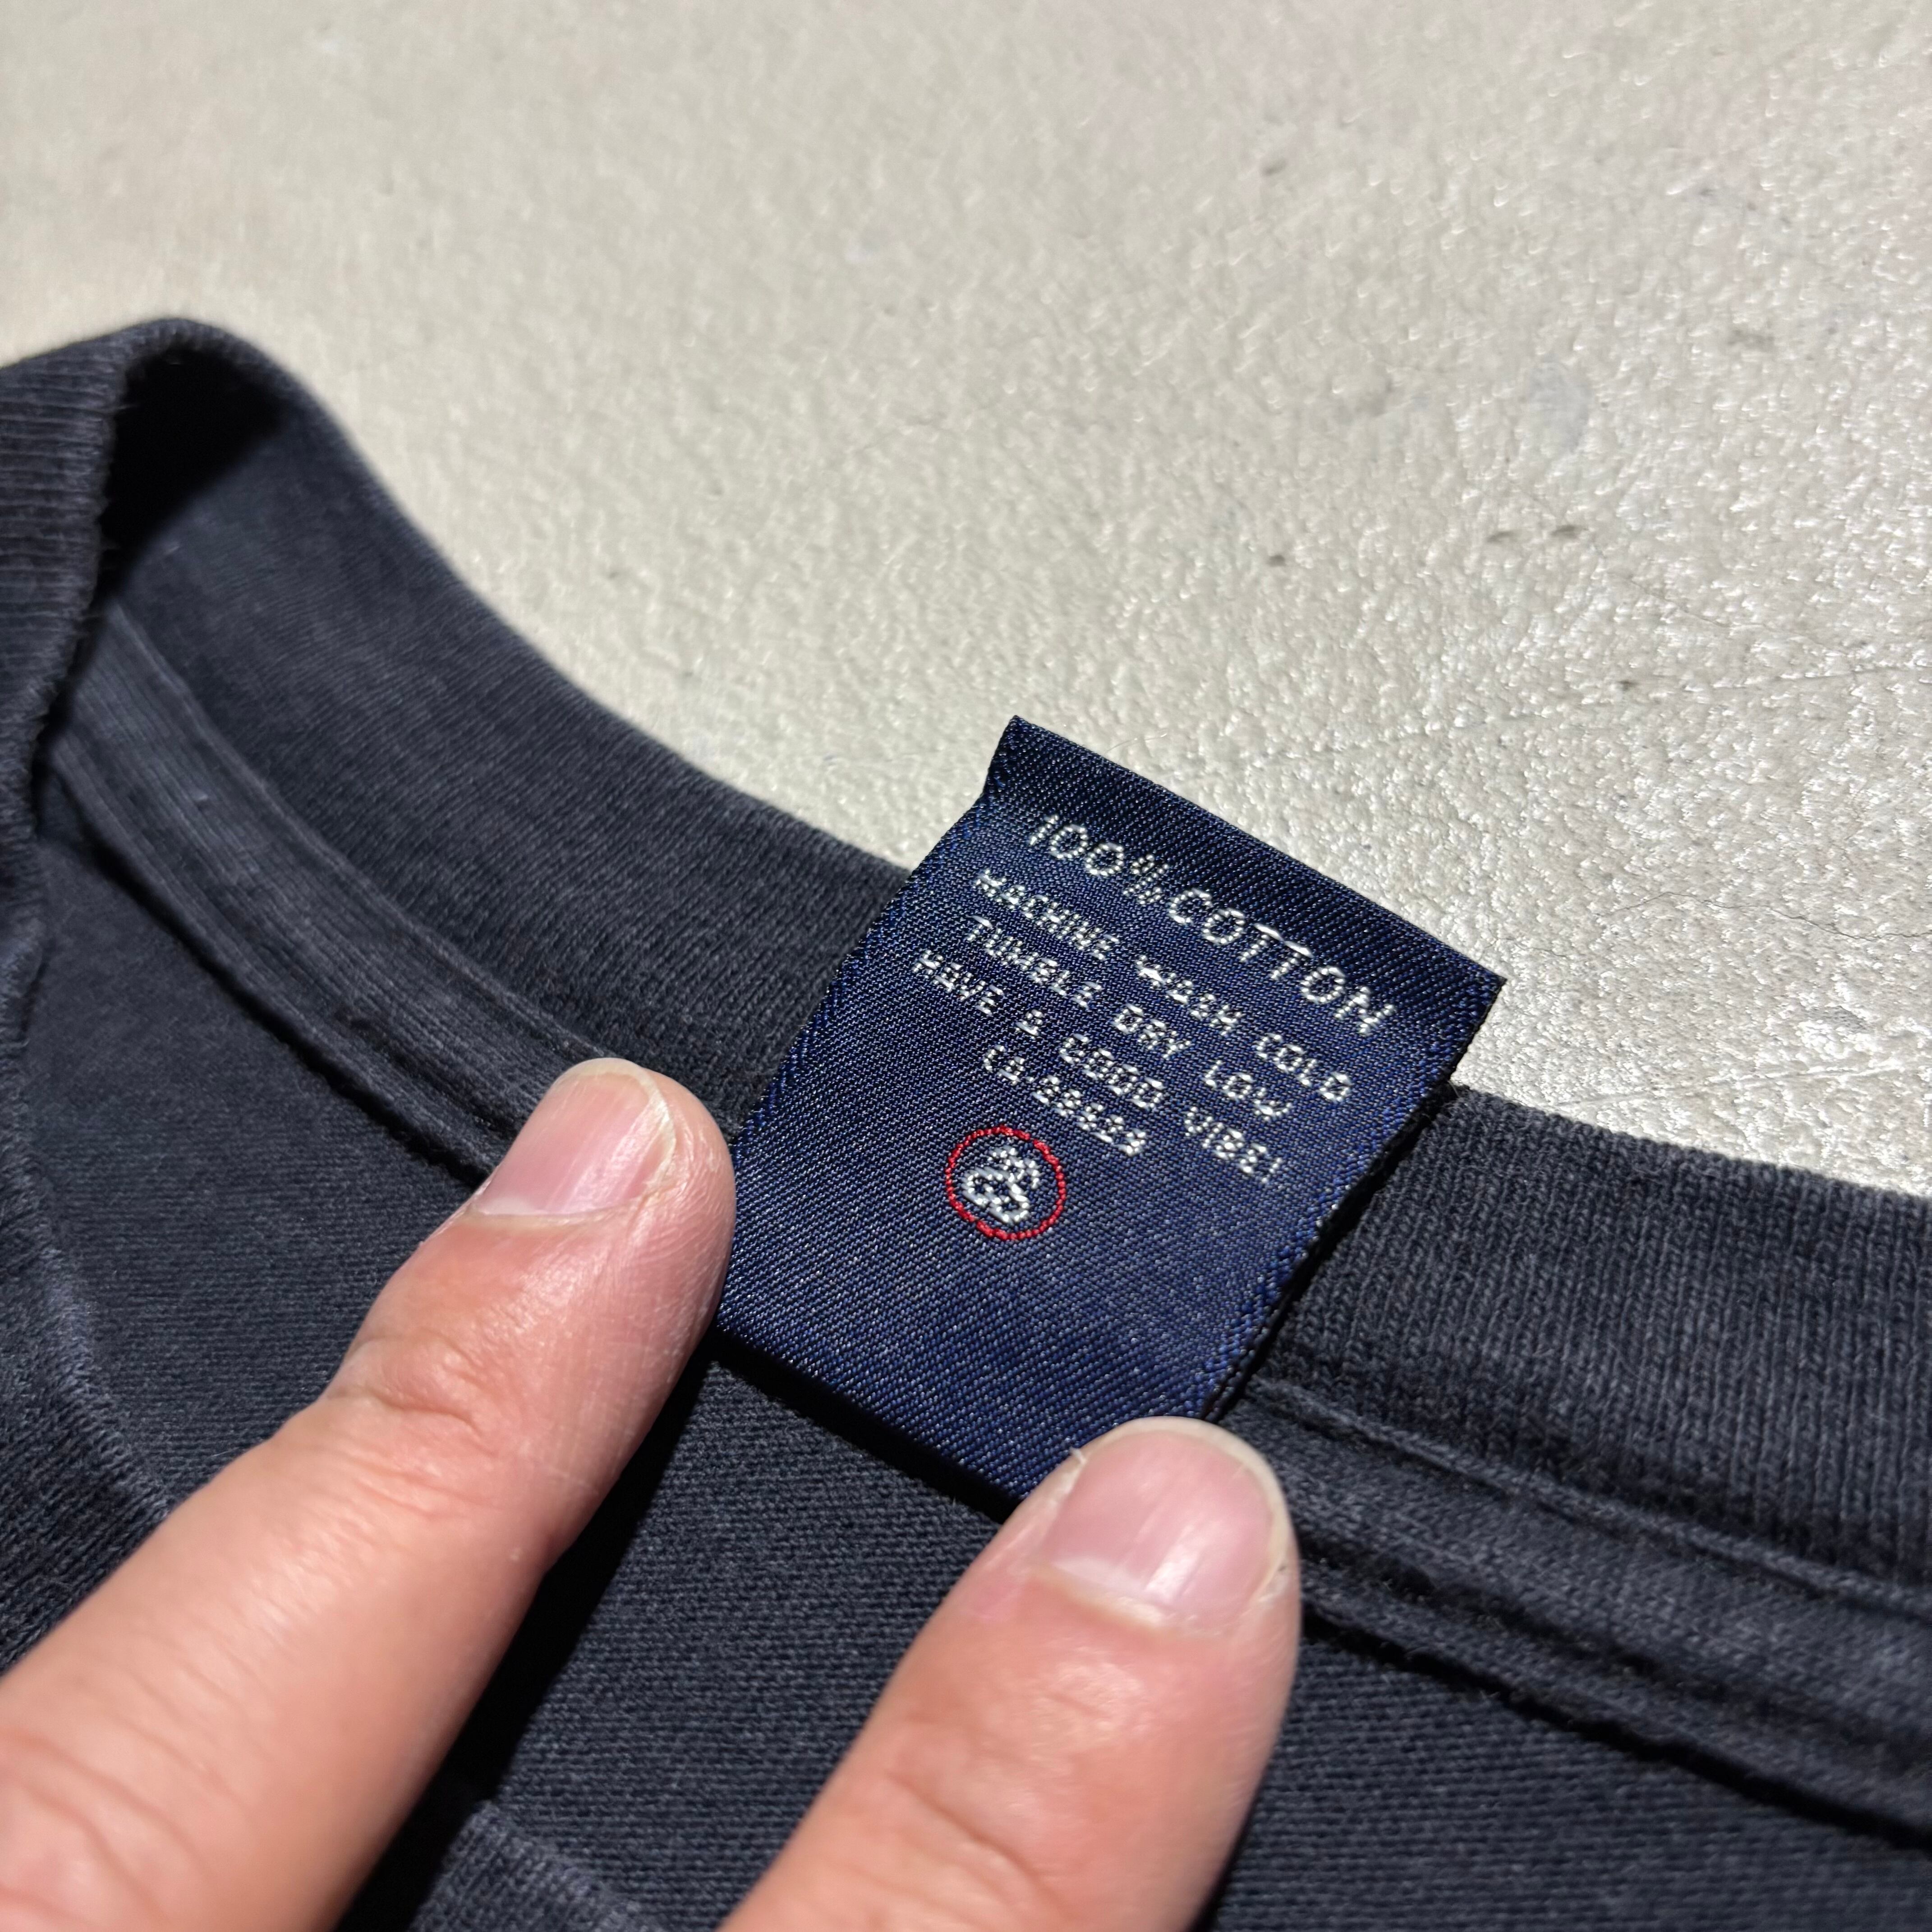 100% COTTON
MACHINE WASH COLD
TUMBLE DRY LOW
HAVE A GOOD VIBE!